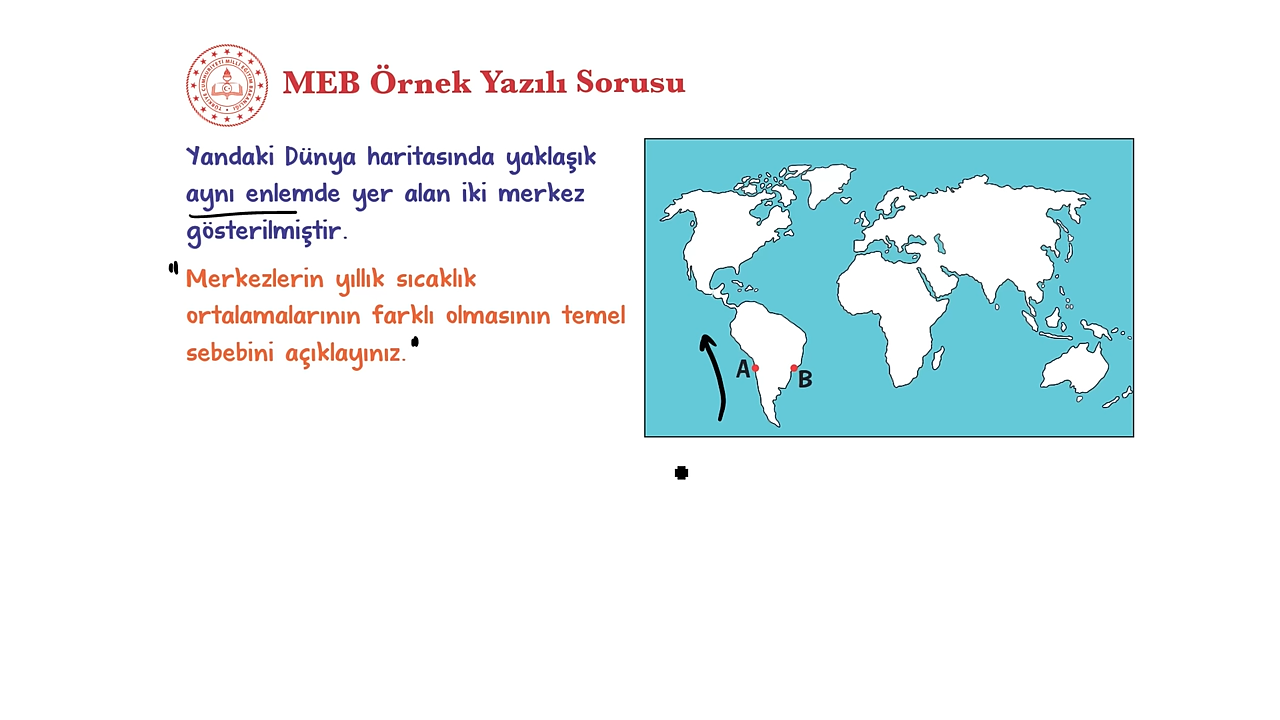 MEB Örnek Yazılı Sorusu
Yandaki Dünya haritasında yaklaşık
aynı enlemde yer alan iki merkez
gösterilmiştir.
"Merkezlerin yıllık sıcaklık
ortalamalarının farklı olmasının temel
sebebini açıklayınız."
A
B